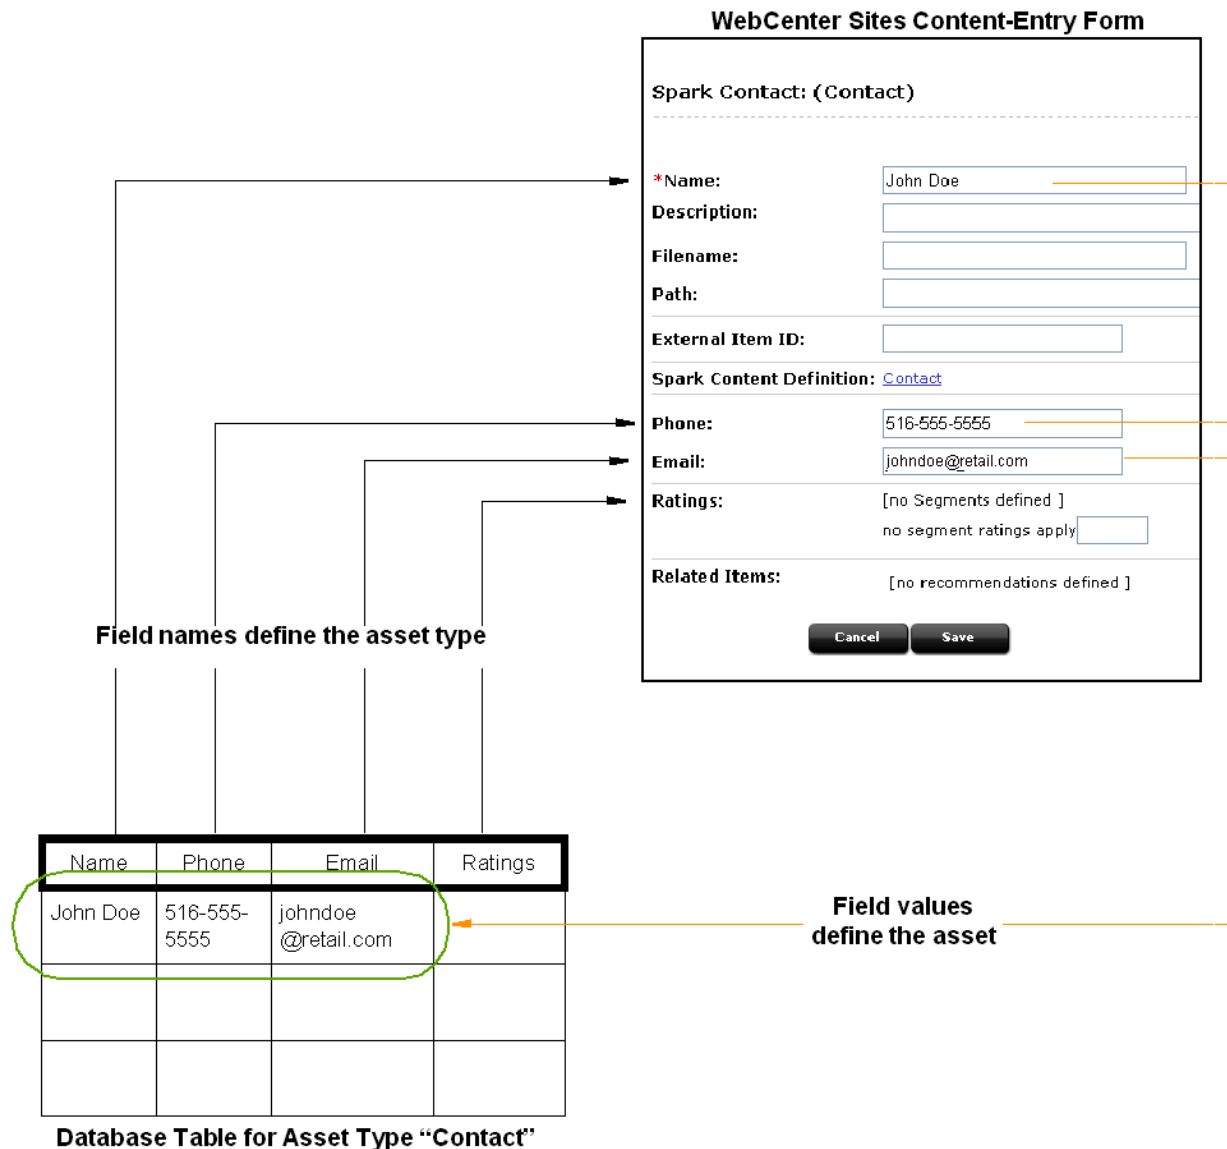 WebCenter Sites Content-Entry Form
Spark Contact: (Contact)
*Name: John Doe
Description:
Filename:
Path:
External Item ID:
Spark Content Definition: Contact
Phone: 516-555-5555
Email: johndoe@retail.com
Ratings: [no Segments defined ]
no segment ratings apply
Related Items: [no recommendations defined ]
Cancel Save
Field names define the asset type
Name Phone Email Ratings
John Doe 516-555- johndoe
5555 @retail.com
Field values
define the asset
Database Table for Asset Type “Contact”